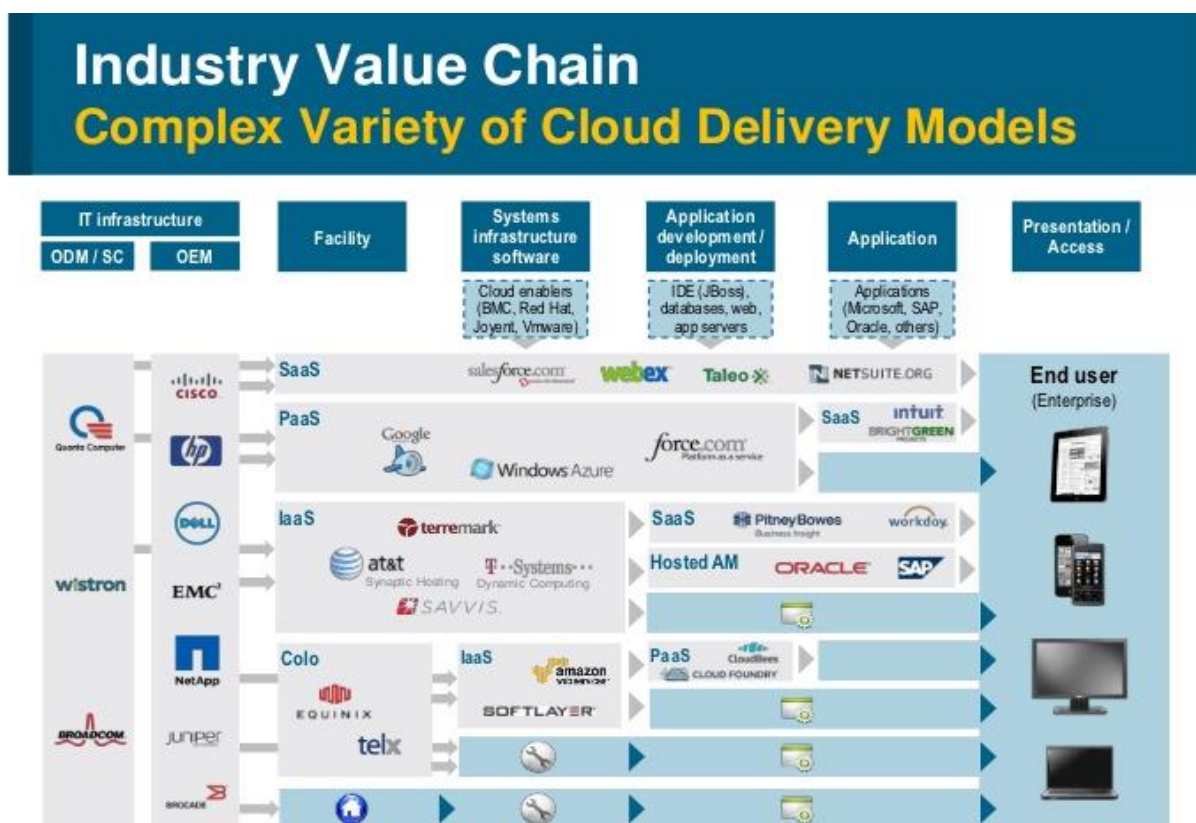 Industry Value Chain
Complex Variety of Cloud Delivery Models
IT infrastructure
ODM / SC
OEM
Facility
Systems
infrastructure
software
Application
development /
deployment
Application
Presentation /
Access
Cloud enablers
(BMC, Red Hat,
Joyent, Vmware)
IDE (JBoss),
databases, web,
app servers
Applications
(Microsoft, SAP,
Oracle, others)
Quanta Computer
wistron
BROADCOM
CISCO
hp
DELL
EMC²
NetApp
JUNIPER
BROCADE
SaaS
salesforce.com
webex
Taleo
NETSUITE.ORG
PaaS
Google
Windows Azure
force.com
Platform as a service
SaaS
intuit
BRIGHTGREEN
PROJECTS
IaaS
terremark
at&t
Synaptic Hosting
T··Systems···
Dynamic Computing
SAVVIS.
SaaS
PitneyBowes
Business Insight
workday.
Hosted AM
ORACLE
SAP
Colo
EQUINIX
telx
IaaS
amazon
SOFTLAYER
PaaS
CloudBees
CLOUD FOUNDRY
End user
(Enterprise)